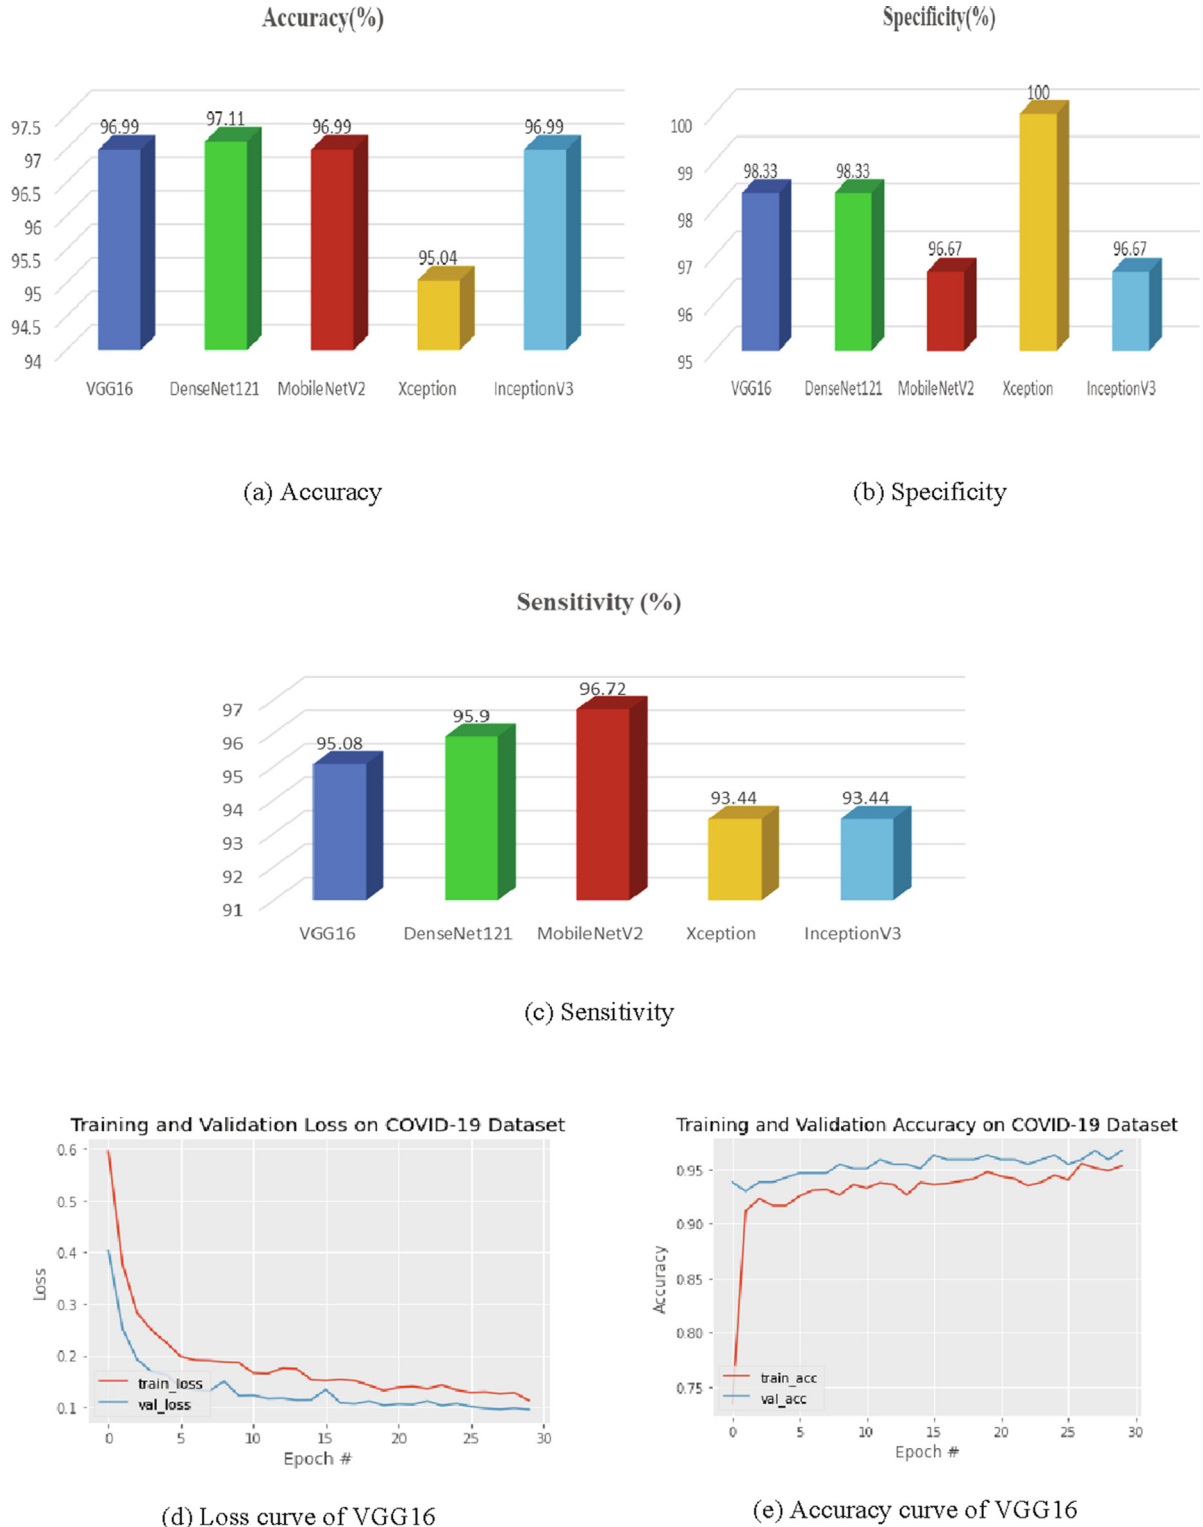 Accuracy(%)
97.5
97
96.5
96
95.5
95
94.5
94
96.99
97.11
96.99
95.04
96.99
VGG16 DenseNet121 MobileNetV2 Xception InceptionV3
(a) Accuracy
Specificity(%)
100
99
98
97
96
95
98.33
98.33
96.67
100
96.67
VGG16 DenseNet121 MobileNetV2 Xception InceptionV3
(b) Specificity
Sensitivity (%)
97
96
95
94
93
92
91
95.08
95.9
96.72
93.44
93.44
VGG16 DenseNet121 MobileNetV2 Xception InceptionV3
(c) Sensitivity
Training and Validation Loss on COVID-19 Dataset
0.6
0.5
0.4
0.3
0.2
0.1
Loss
train_loss
val_loss
0 5 10 15 20 25 30
Epoch #
(d) Loss curve of VGG16
Training and Validation Accuracy on COVID-19 Dataset
0.95
0.90
0.85
0.80
0.75
Accuracy
train_acc
val_acc
0 5 10 15 20 25 30
Epoch #
(e) Accuracy curve of VGG16